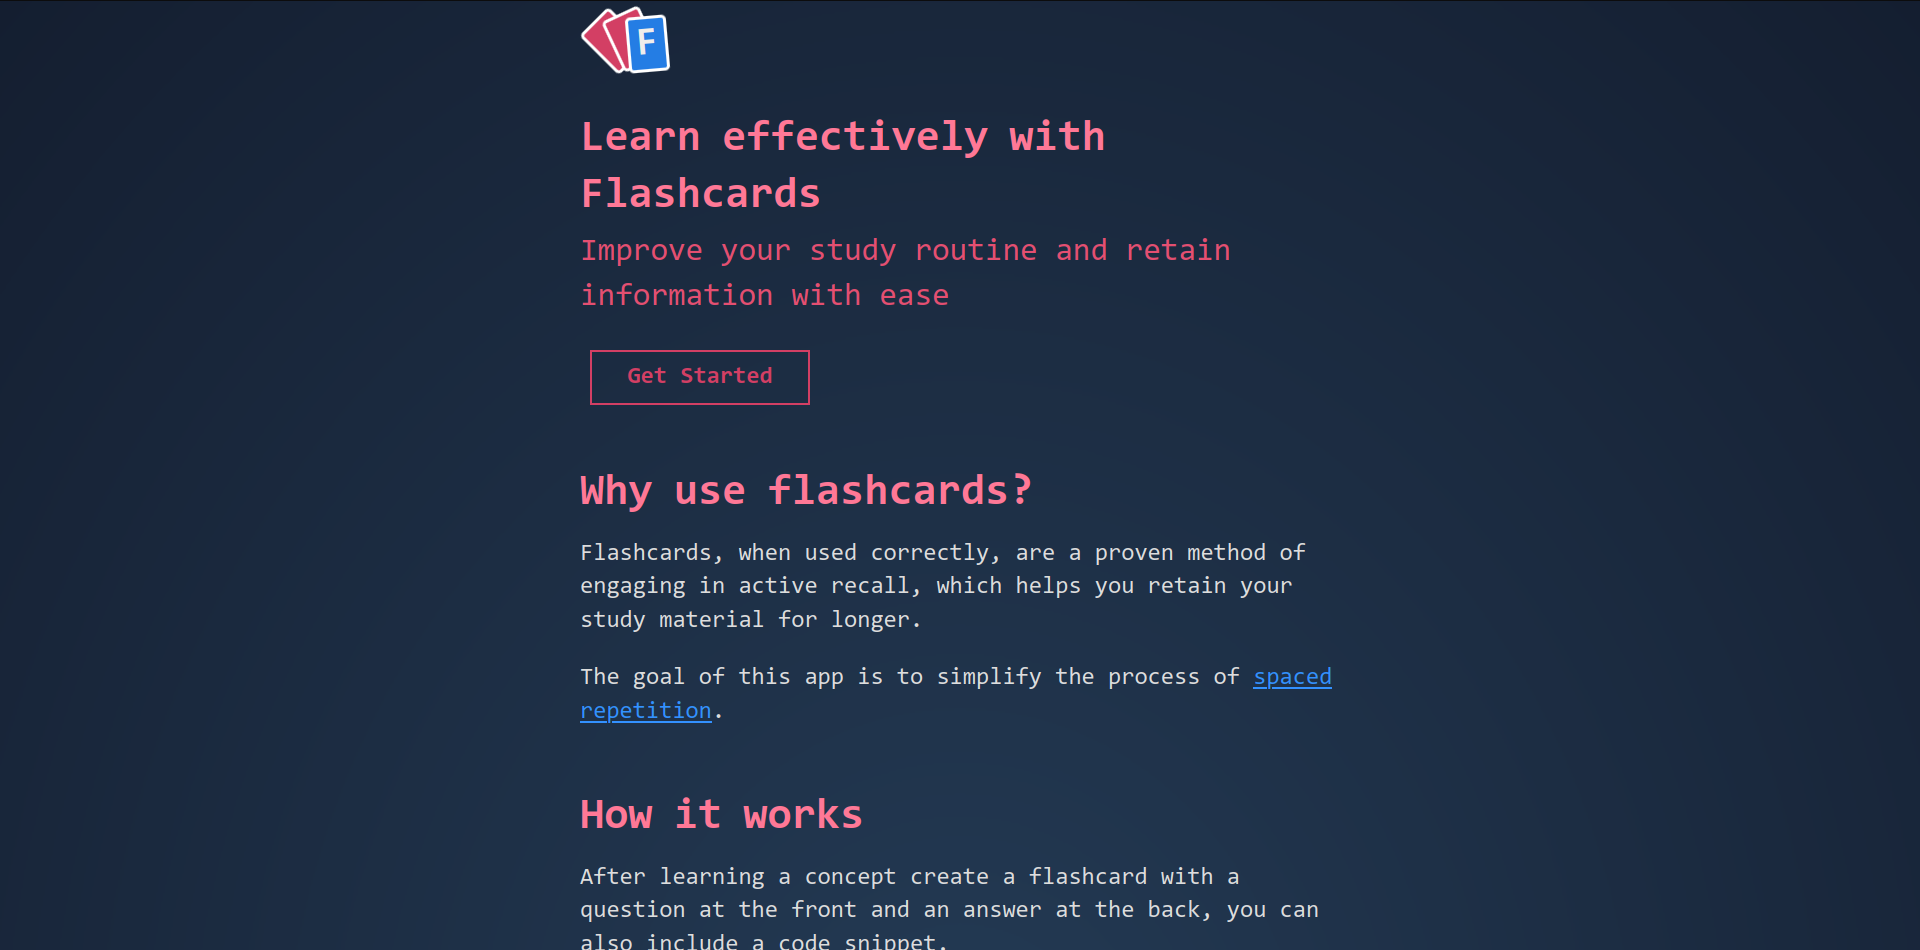 F
Learn effectively with
Flashcards
Improve your study routine and retain
information with ease
Get Started
Why use flashcards?
Flashcards, when used correctly, are a proven method of
engaging in active recall, which helps you retain your
study material for longer.
The goal of this app is to simplify the process of spaced
repetition.
How it works
After learning a concept create a flashcard with a
question at the front and an answer at the back, you can
also include a code snippet.